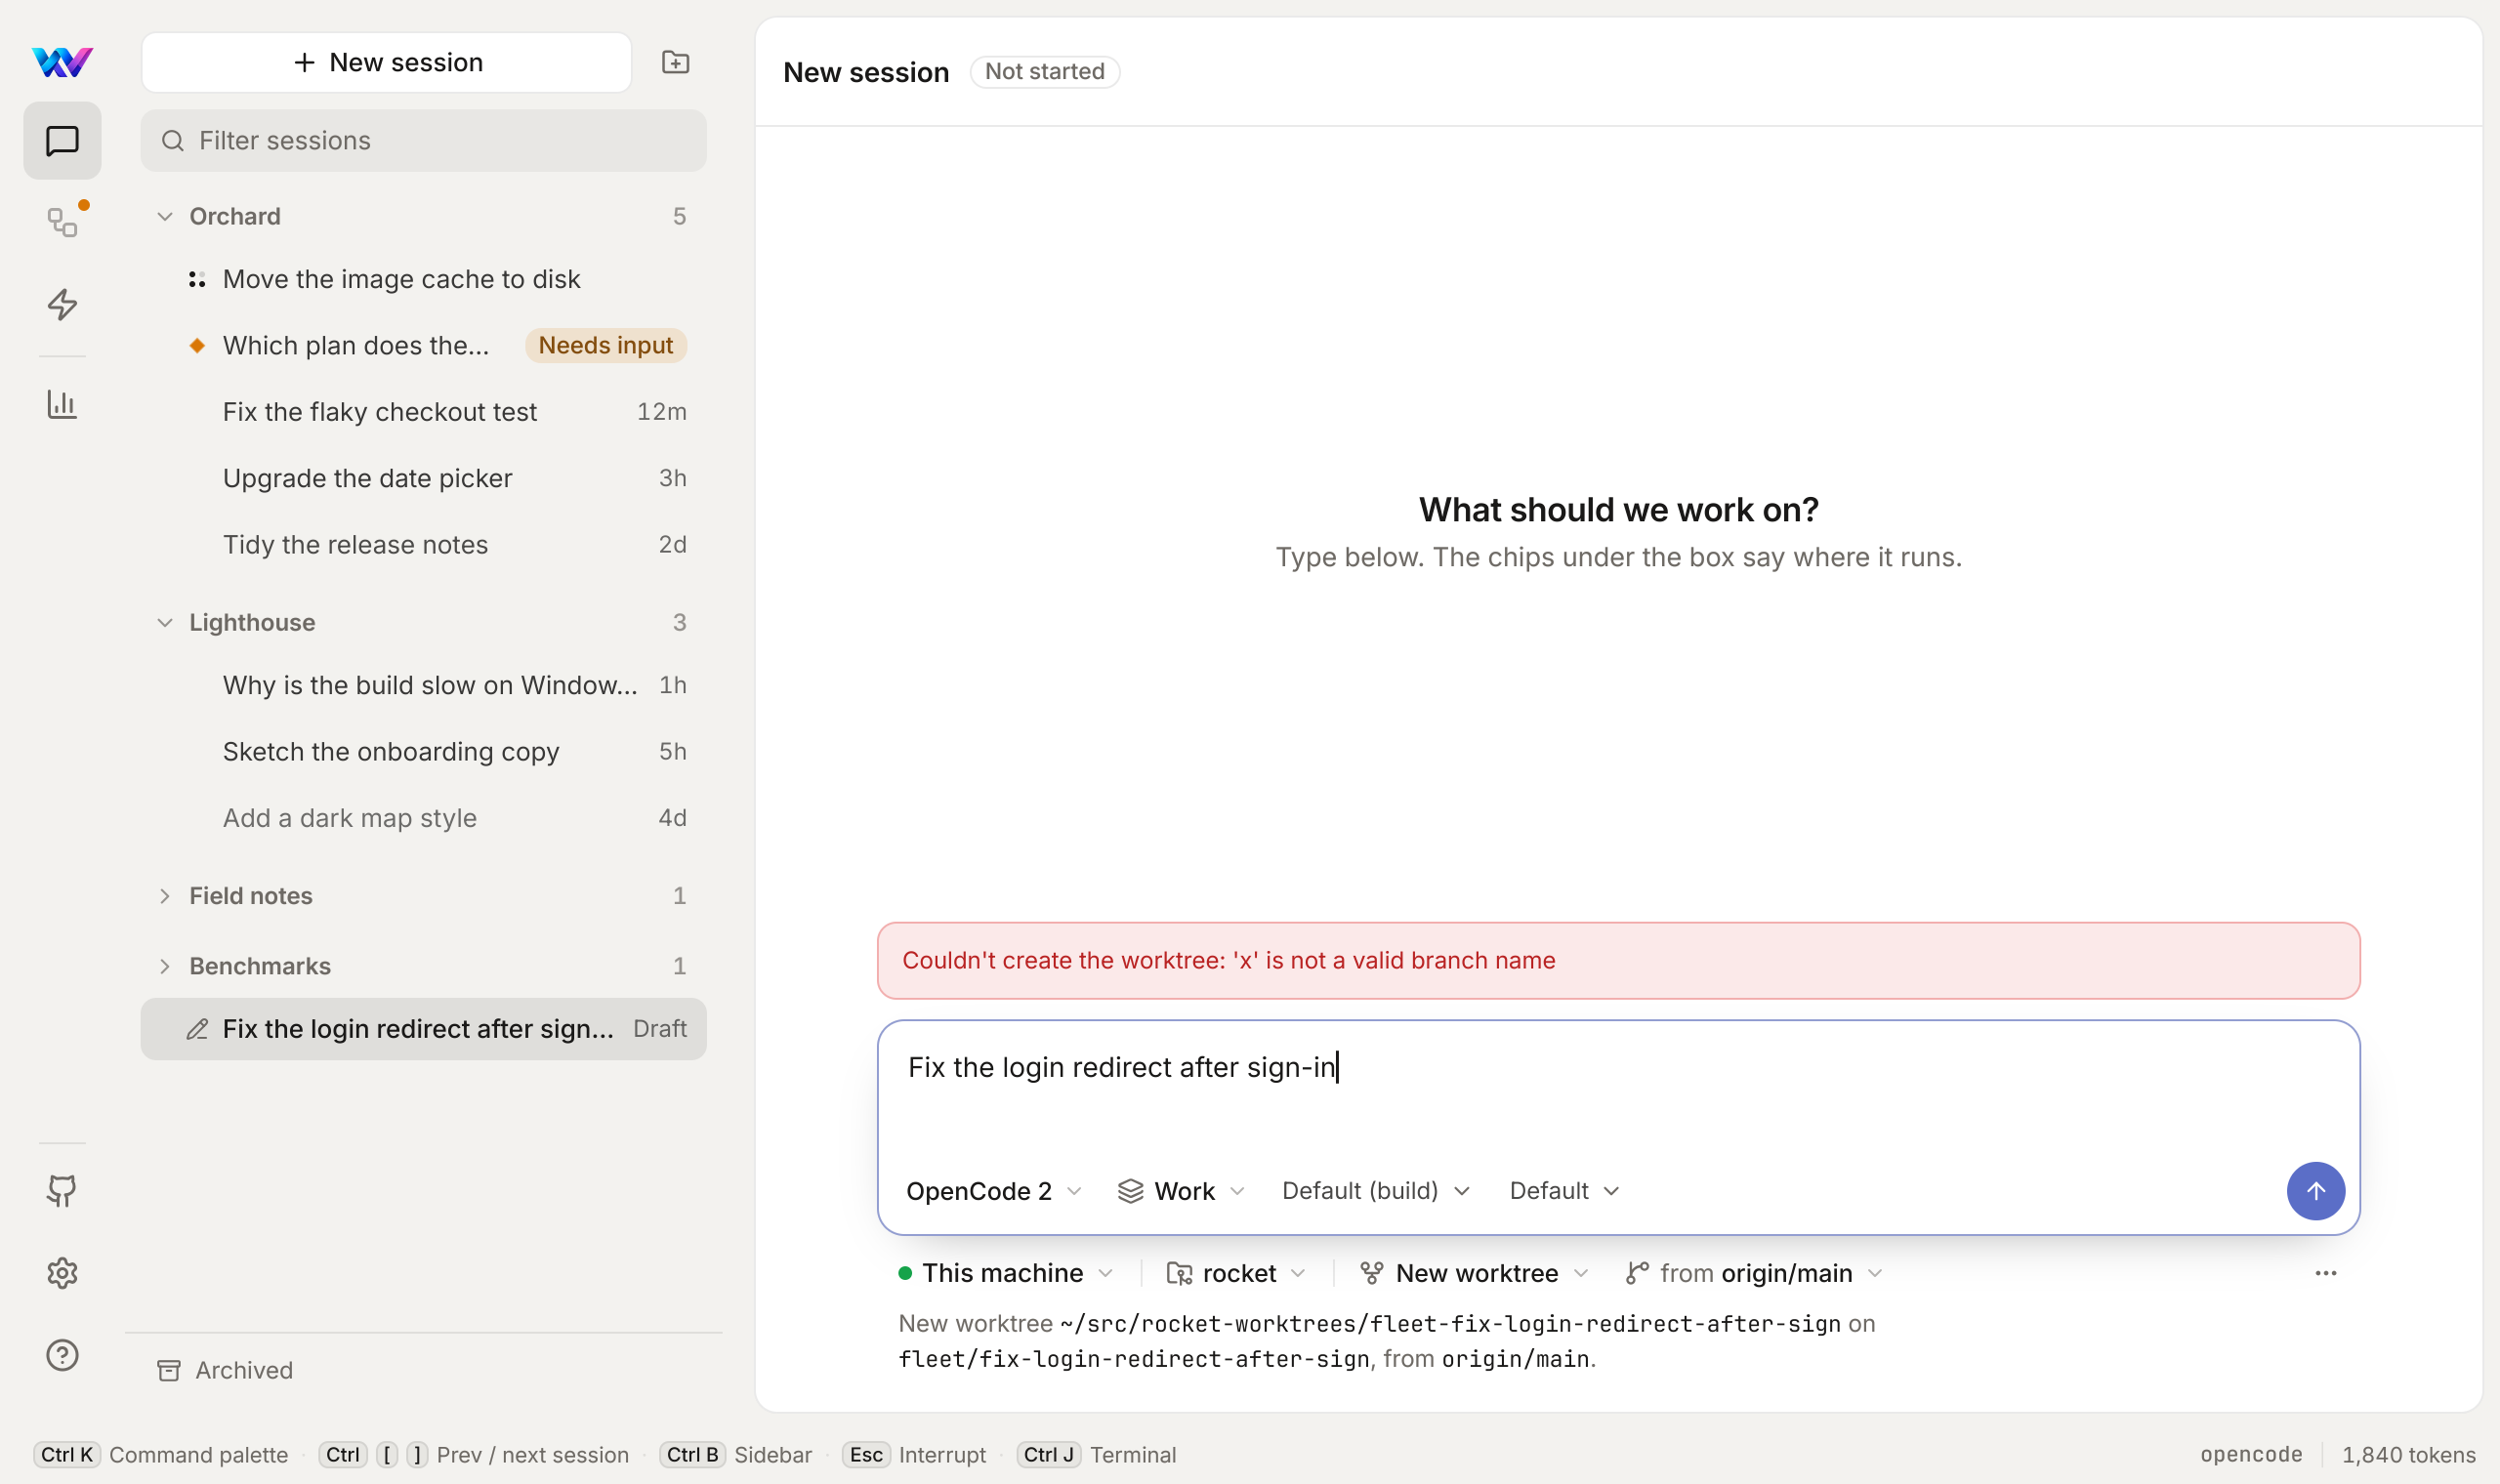 New session
Filter sessions
Orchard 5
Move the image cache to disk
Which plan does the... Needs input
Fix the flaky checkout test 12m
Upgrade the date picker 3h
Tidy the release notes 2d
Lighthouse 3
Why is the build slow on Window... 1h
Sketch the onboarding copy 5h
Add a dark map style 4d
Field notes 1
Benchmarks 1
Fix the login redirect after sign... Draft
Archived
New session Not started
What should we work on?
Type below. The chips under the box say where it runs.
Couldn't create the worktree: 'x' is not a valid branch name
Fix the login redirect after sign-in
OpenCode 2 Work Default (build) Default
This machine rocket New worktree from origin/main
New worktree ~/src/rocket-worktrees/fleet-fix-login-redirect-after-sign on
fleet/fix-login-redirect-after-sign, from origin/main.
Ctrl K Command palette · Ctrl [ ] Prev / next session · Ctrl B Sidebar · Esc Interrupt · Ctrl J Terminal opencode 1,840 tokens